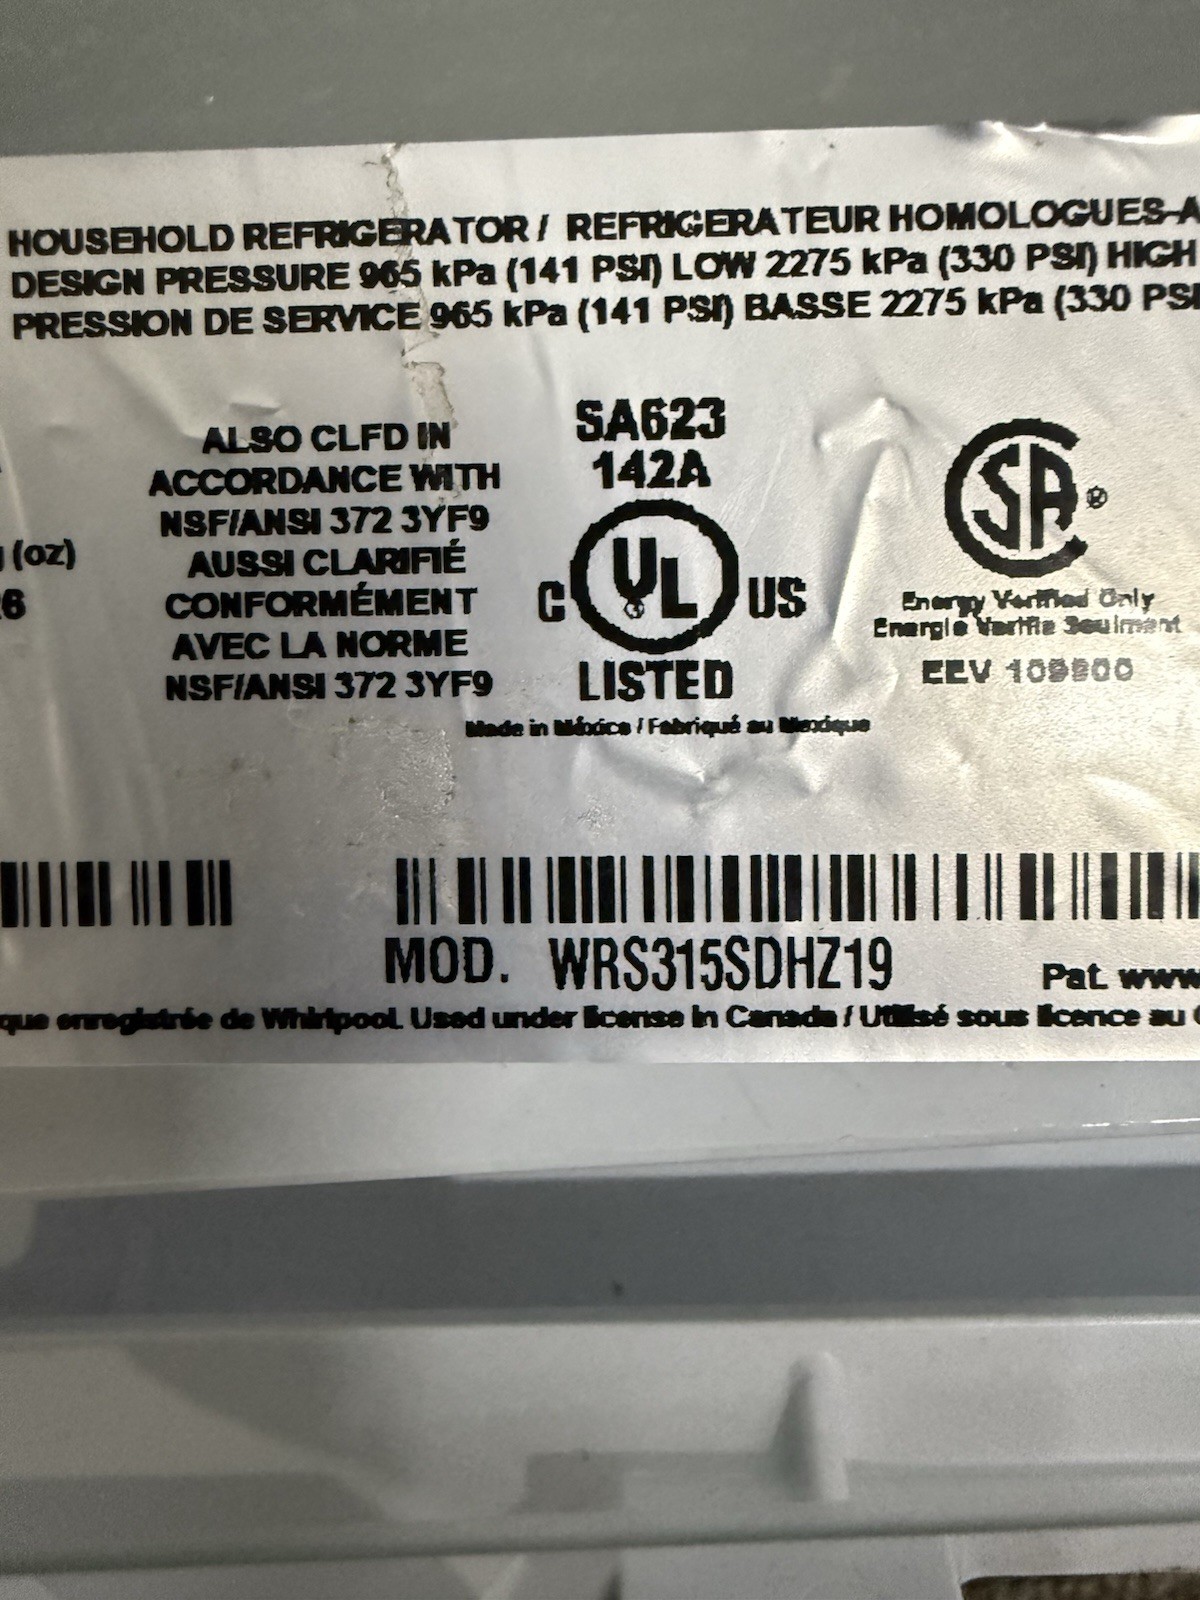 HOUSEHOLD REFRIGERATOR / REFRIGERATEUR HOMOLOGUES-A
DESIGN PRESSURE 965 kPa (141 PSI) LOW 2275 kPa (330 PSI) HIGH
PRESSION DE SERVICE 965 kPa (141 PSI) BASSE 2275 kPa (330 PSI
(oz)
6
ALSO CLFD IN
ACCORDANCE WITH
NSF/ANSI 372 3YF9
AUSSI CLARIFIÉ
CONFORMÉMENT
AVEC LA NORME
NSF/ANSI 372 3YF9
SA623
142A
C UL US
LISTED
Made in México / Fabriqué au Mexique
SA ®
Energy Verified Only
Energie Verifie Seulment
EEV
MOD. WRS315SDHZ19
Pat. www
que enregistrée de Whirlpool. Used under license in Canada / Utilisé sous licence au